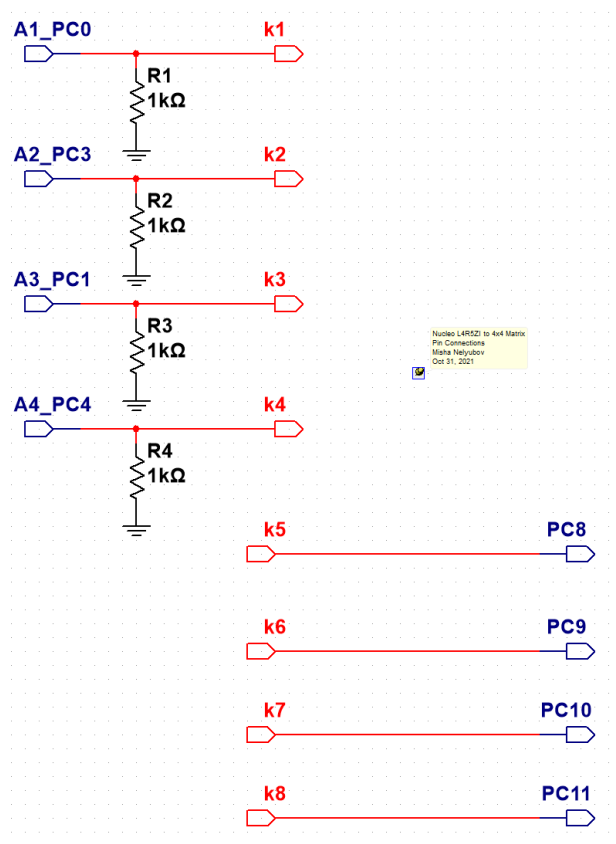 A1_PC0 k1
R1
1kΩ
A2_PC3 k2
R2
1kΩ
A3_PC1 k3
R3
1kΩ
Nucleo L4R5ZI to 4x4 Matrix
Pin Connections
Misha Nelyubov
Oct 31, 2021
A4_PC4 k4
R4
1kΩ
k5 PC8
k6 PC9
k7 PC10
k8 PC11